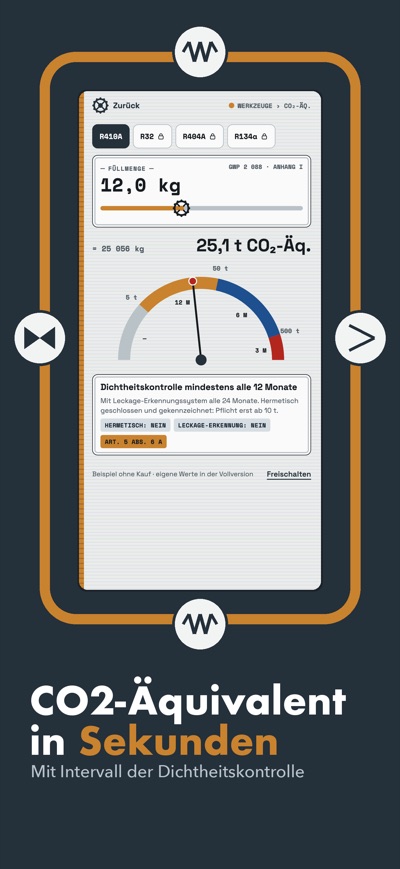 Zurück
WERKZEUGE › CO₂-ÄQ.
R410A R32 R404A R134a
— FÜLLMENGE —
GWP 2 088 · ANHANG I
12,0 kg
= 25 056 kg
25,1 t CO₂-Äq.
5 t
50 t
500 t
–
12 M
6 M
3 M
Dichtheitskontrolle mindestens alle 12 Monate
Mit Leckage-Erkennungssystem alle 24 Monate. Hermetisch
geschlossen und gekennzeichnet: Pflicht erst ab 10 t.
HERMETISCH: NEIN LECKAGE-ERKENNUNG: NEIN
ART. 5 ABS. 6 A
Beispiel ohne Kauf · eigene Werte in der Vollversion
Freischalten
CO2-Äquivalent
in Sekunden
Mit Intervall der Dichtheitskontrolle